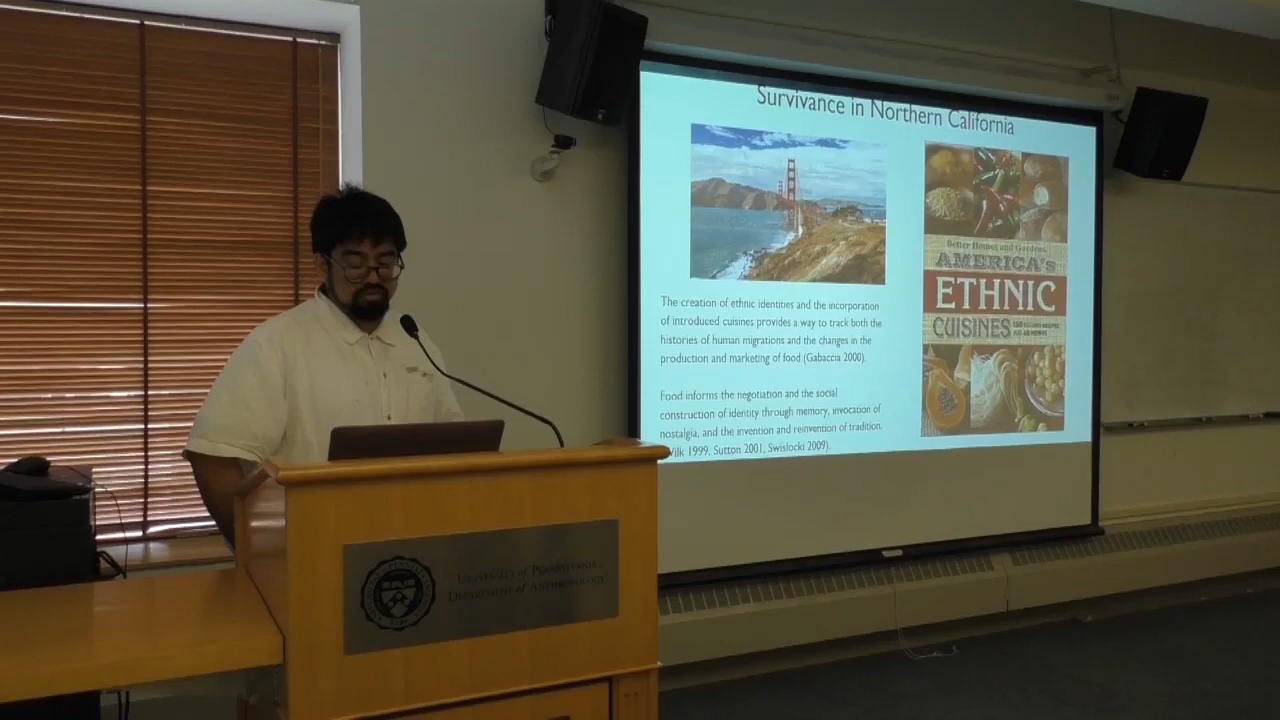 Survivance in Northern California
The creation of ethnic identities and the incorporation
of introduced cuisines provides a way to track both the
histories of human migrations and the changes in the
production and marketing of food (Gabaccia 2000).
Food informs the negotiation and the social
construction of identity through memory, invocation of
nostalgia, and the invention and reinvention of tradition.
Wilk 1999, Sutton 2001, Swislocki 2009).
Better Homes and Gardens
AMERICA'S
ETHNIC
CUISINES
UNIVERSITY of PENNSYLVANIA
DEPARTMENT of ANTHROPOLOGY